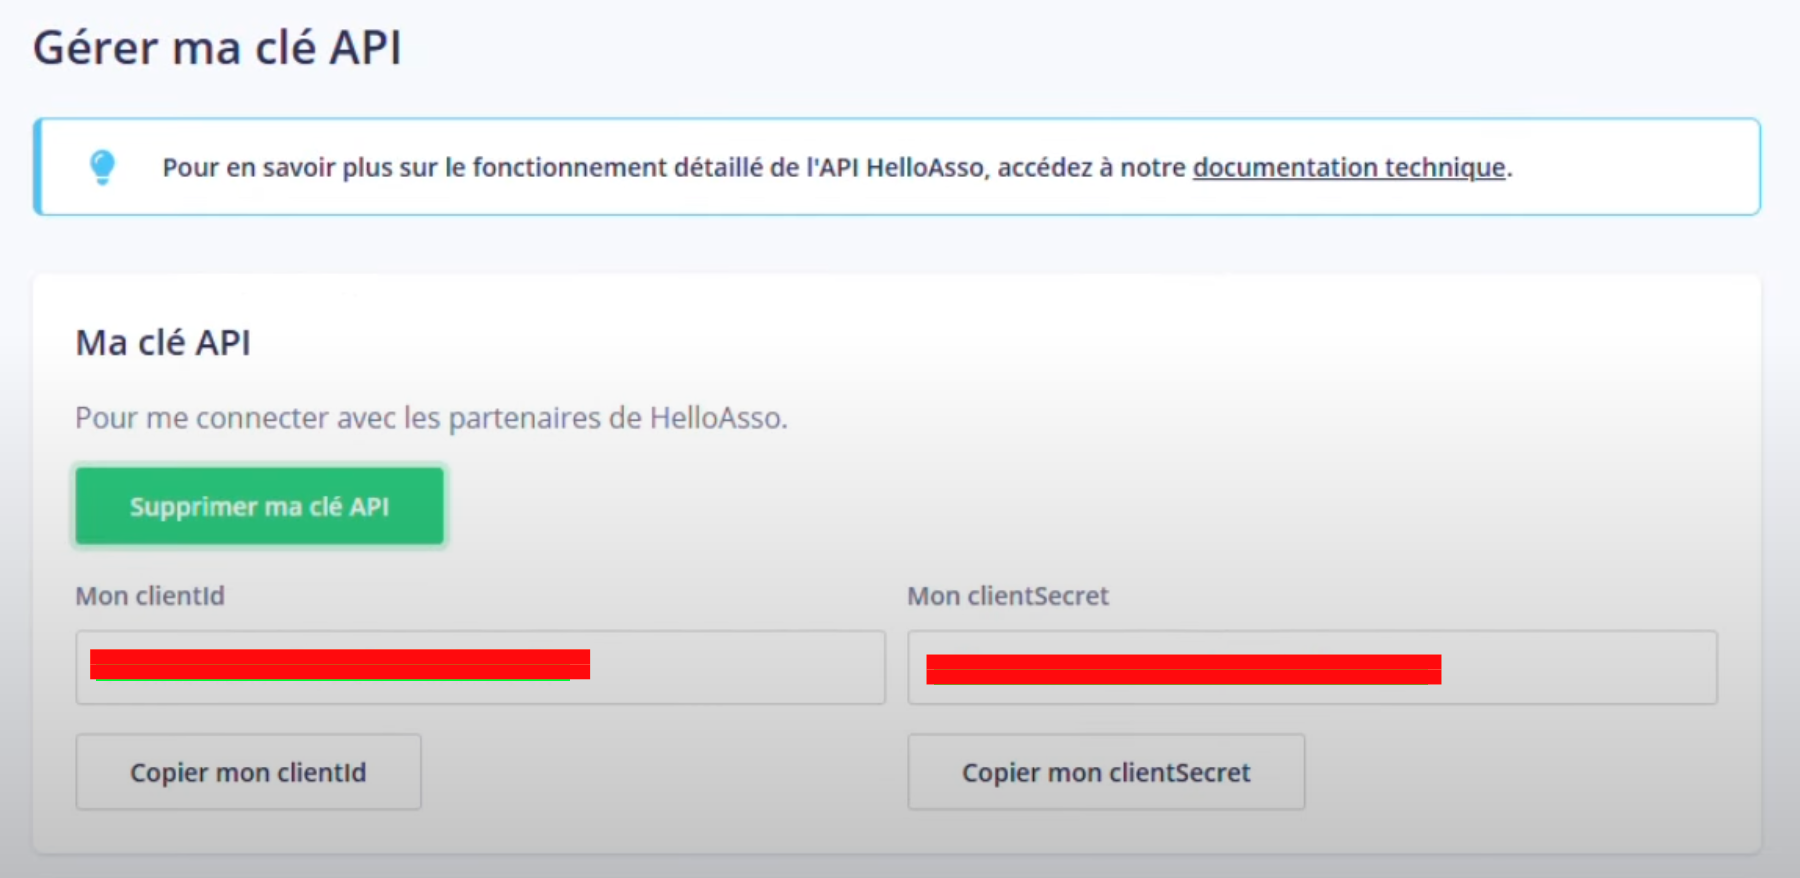 Gérer ma clé API
Pour en savoir plus sur le fonctionnement détaillé de l'API HelloAsso, accédez à notre documentation technique.
Ma clé API
Pour me connecter avec les partenaires de HelloAsso.
Supprimer ma clé API
Mon clientId
Mon clientSecret
Copier mon clientId
Copier mon clientSecret